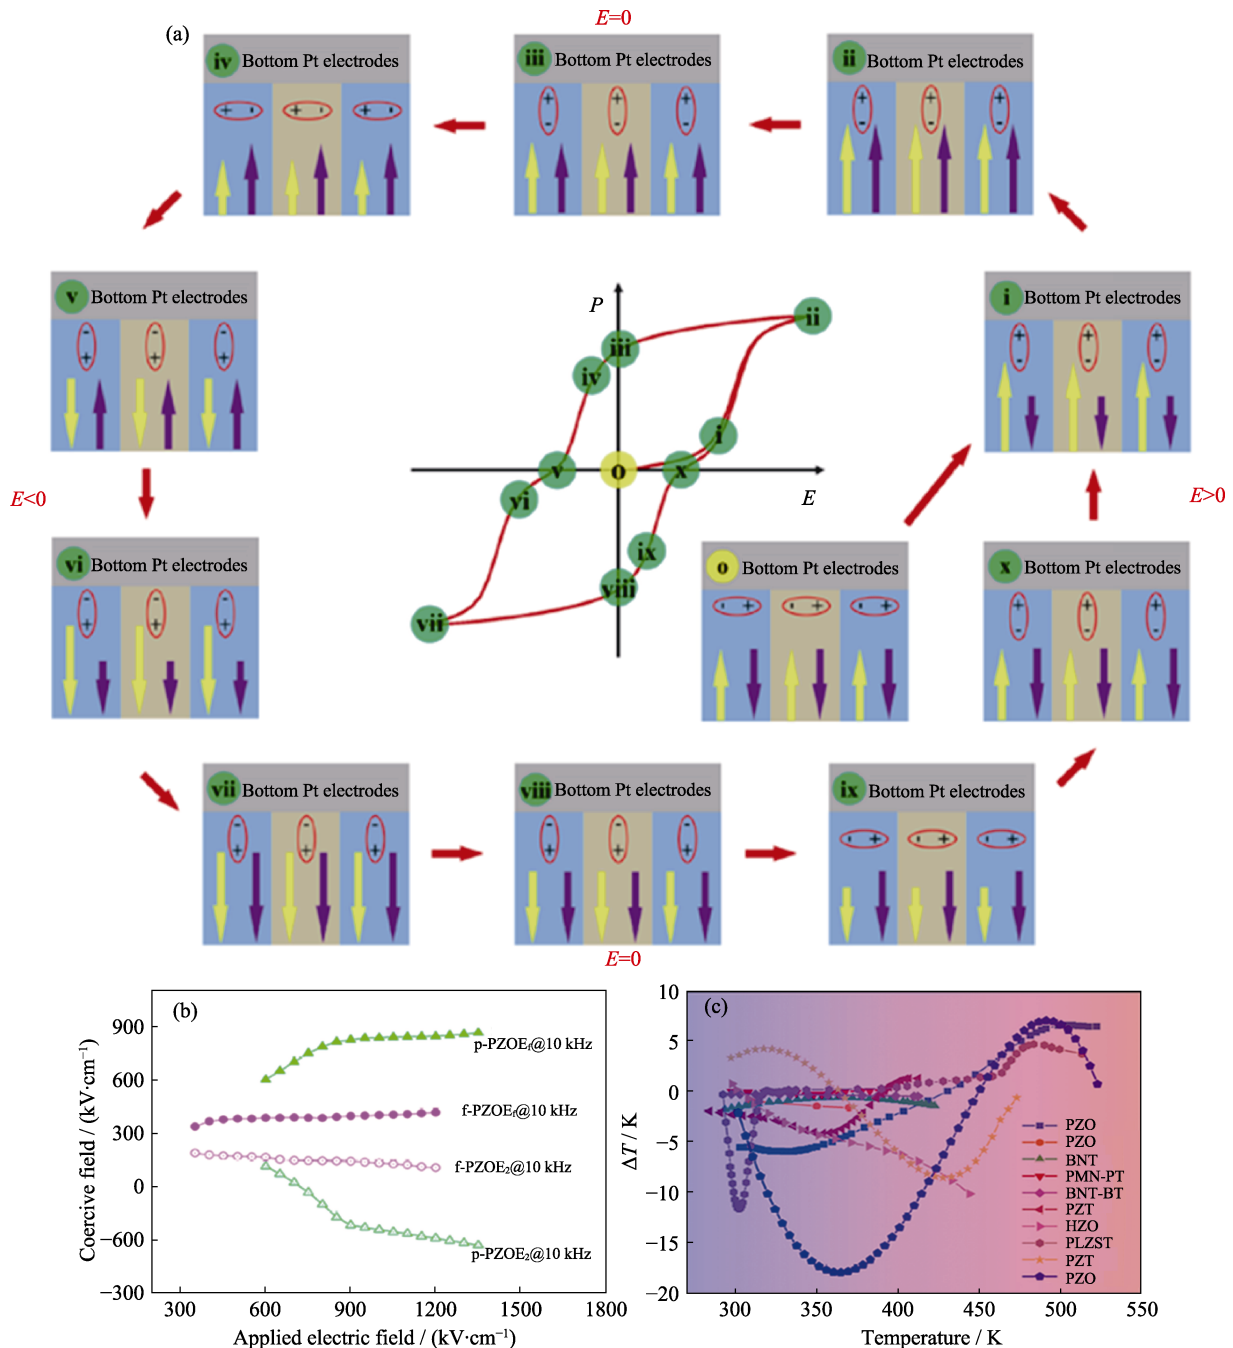 (a)
E=0
iv Bottom Pt electrodes
iii Bottom Pt electrodes
ii Bottom Pt electrodes
v Bottom Pt electrodes
i Bottom Pt electrodes
P
ii
iii
iv
i
o
x
v
vi
E
ix
viii
vii
E<0
E>0
vi Bottom Pt electrodes
o Bottom Pt electrodes
x Bottom Pt electrodes
vii Bottom Pt electrodes
viii Bottom Pt electrodes
ix Bottom Pt electrodes
E=0
(b)
Coercive field / (kV·cm⁻¹)
900
600
300
0
−600
−300
p-PZOEf@10 kHz
f-PZOEf@10 kHz
f-PZOE₂@10 kHz
p-PZOE₂@10 kHz
300 600 900 1200 1500 1800
Applied electric field / (kV·cm⁻¹)
(c)
ΔT / K
10
5
0
−5
−10
−15
−20
PZO
PZO
BNT
PMN-PT
BNT-BT
PZT
HZO
PLZST
PZT
PZO
300 350 400 450 500 550
Temperature / K